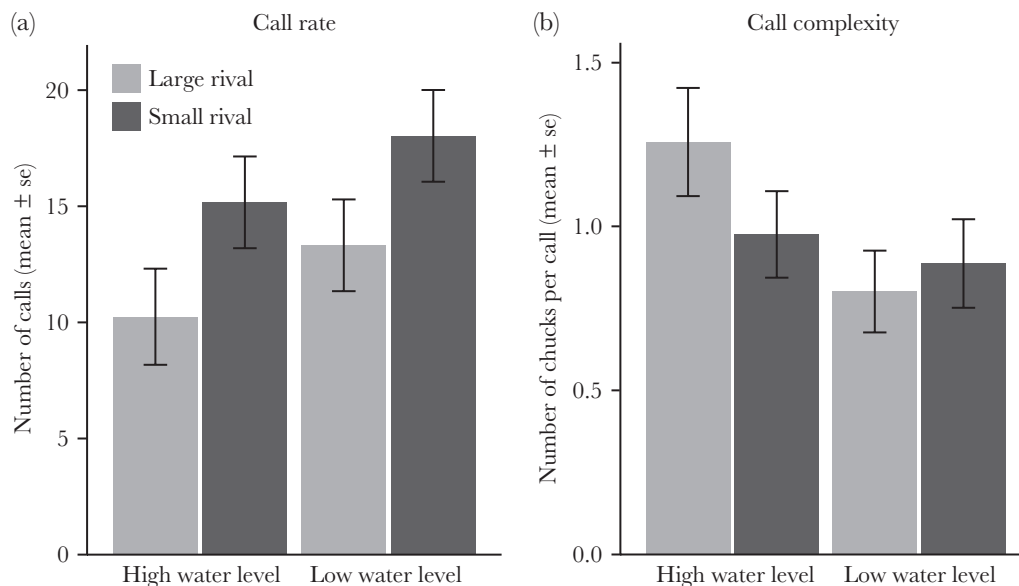 (a)
Call rate
Large rival
Small rival
Number of calls (mean ± se)
20
15
10
5
0
High water level
Low water level
(b)
Call complexity
Number of chucks per call (mean ± se)
1.5
1.0
0.5
0.0
High water level
Low water level